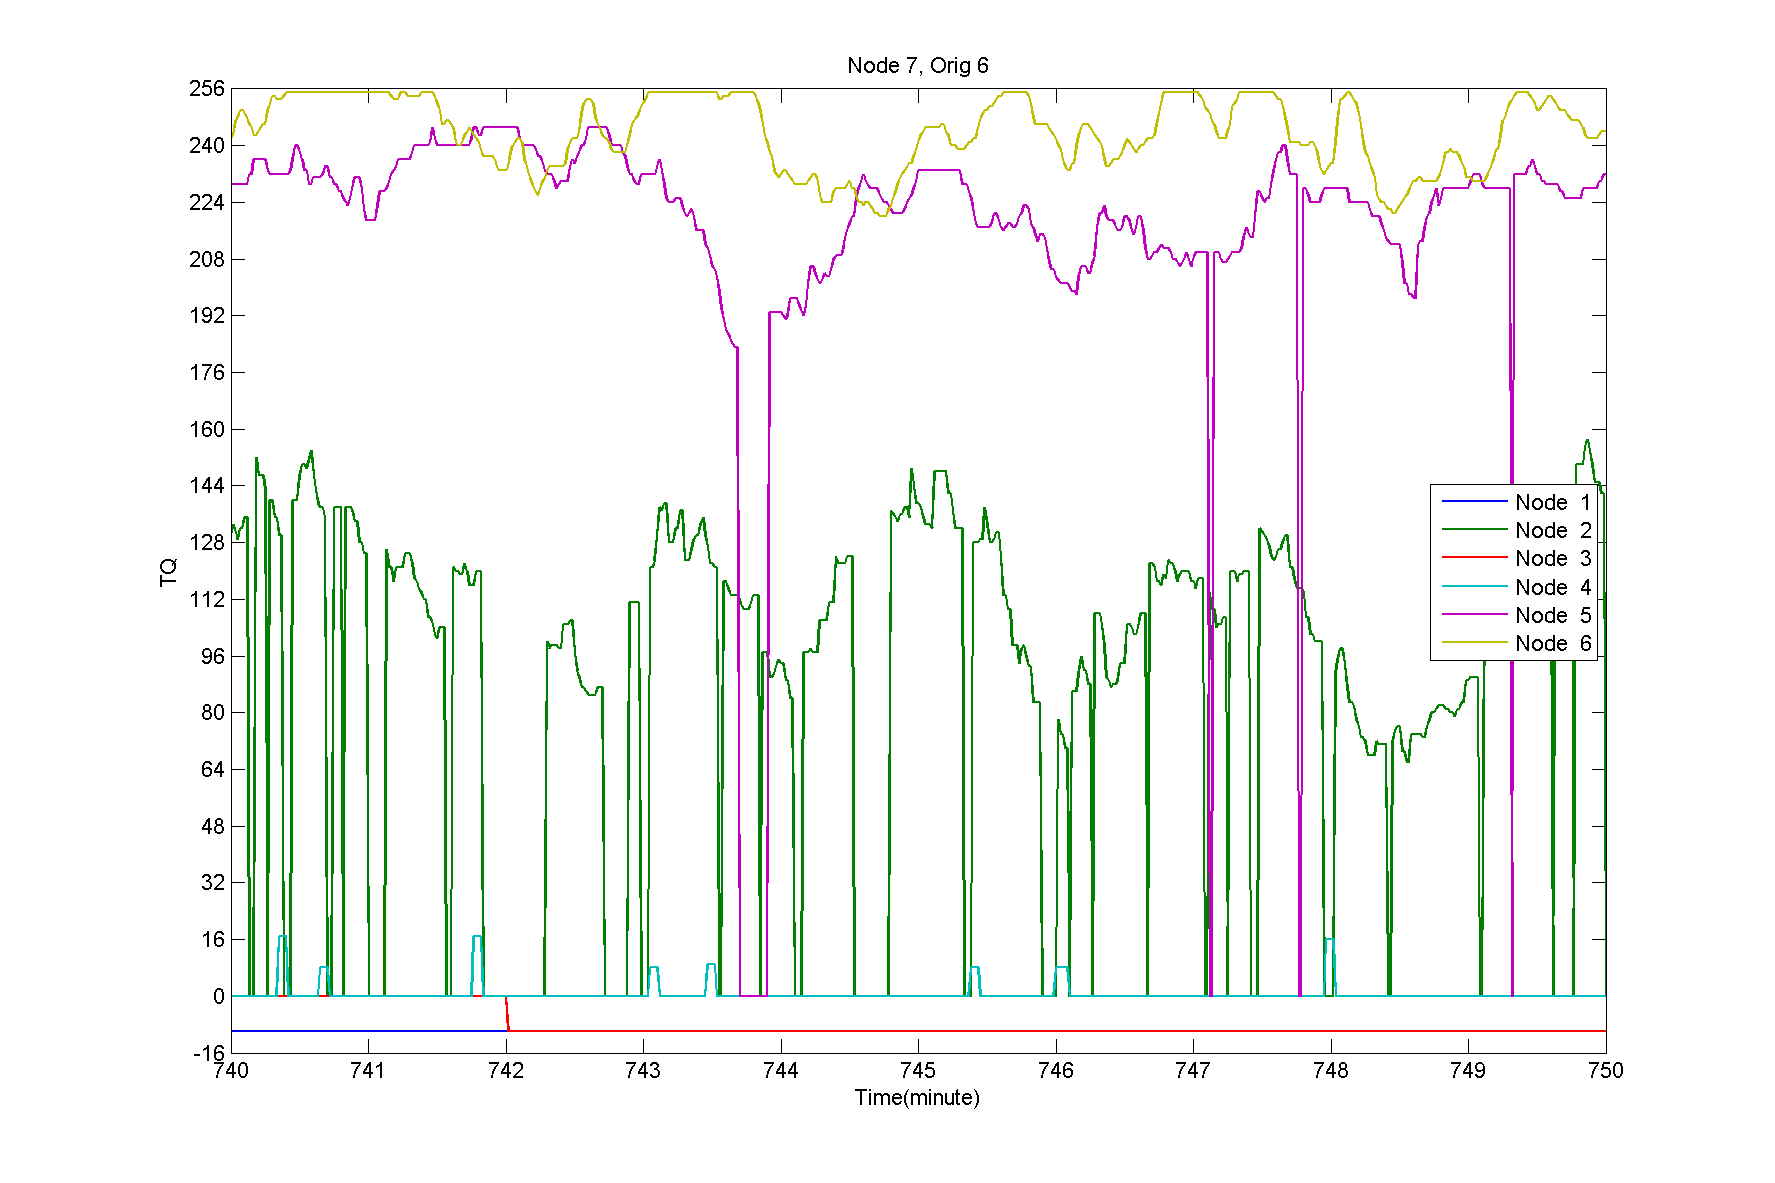 Node 7, Orig 6
256
240
224
208
192
176
160
144
128
112
96
80
64
48
32
16
0
-16
TQ
Node 1
Node 2
Node 3
Node 4
Node 5
Node 6
740 741 742 743 744 745 746 747 748 749 750
Time(minute)